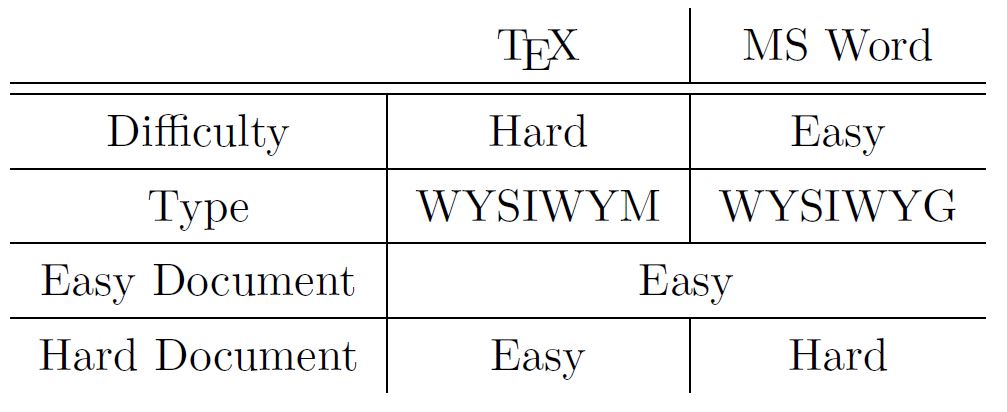 TEX MS Word
Difficulty Hard Easy
Type WYSIWYM WYSIWYG
Easy Document Easy
Hard Document Easy Hard